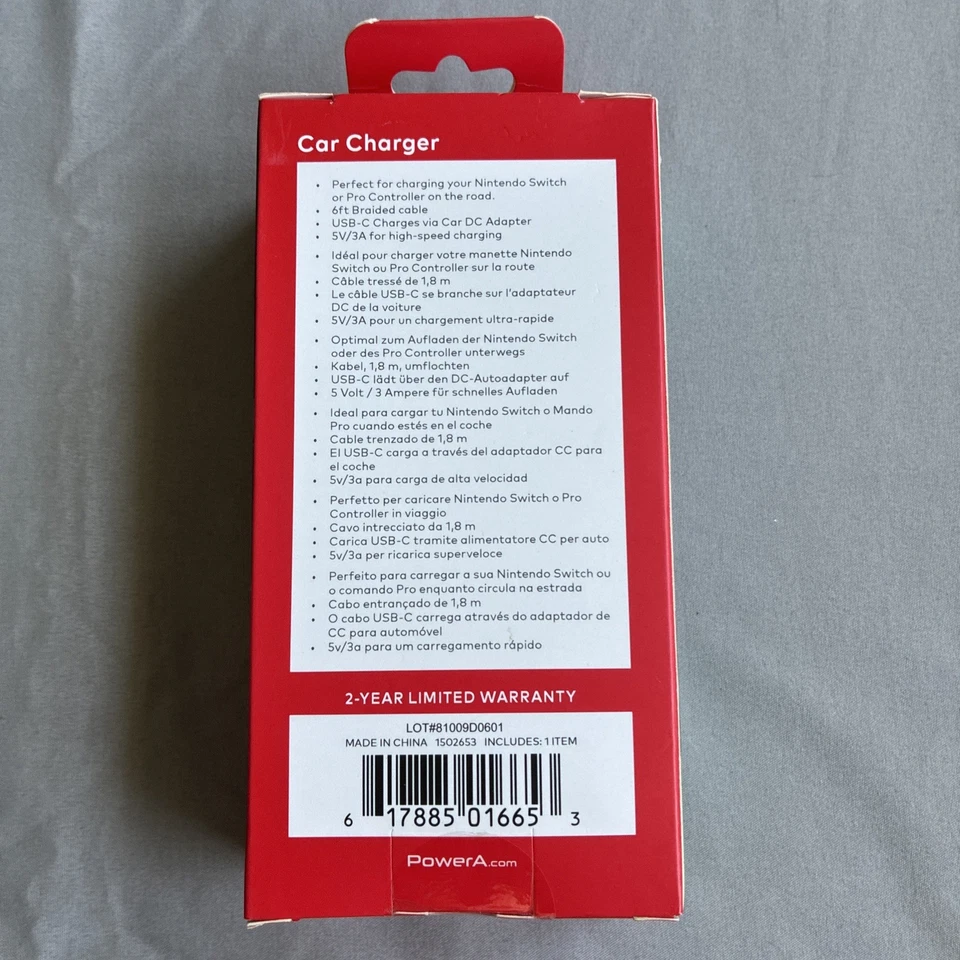 Car Charger
• Perfect for charging your Nintendo Switch
or Pro Controller on the road.
• 6ft Braided cable
• USB-C Charges via Car DC Adapter
• 5V/3A for high-speed charging
• Idéal pour charger votre manette Nintendo
Switch ou Pro Controller sur la route
• Câble tressé de 1,8 m
• Le câble USB-C se branche sur l'adaptateur
DC de la voiture
• 5V/3A pour un chargement ultra-rapide
• Optimal zum Aufladen der Nintendo Switch
oder des Pro Controller unterwegs
• Kabel, 1,8 m, umflochten
• USB-C lädt über den DC-Autoadapter auf
• 5 Volt / 3 Ampere für schnelles Aufladen
• Ideal para cargar tu Nintendo Switch o Mando
Pro cuando estés en el coche
• Cable trenzado de 1,8 m
• El USB-C carga a través del adaptador CC para
el coche
• 5v/3a para carga de alta velocidad
• Perfetto per caricare Nintendo Switch o Pro
Controller in viaggio
• Cavo intrecciato da 1,8 m
• Carica USB-C tramite alimentatore CC per auto
• 5v/3a per ricarica superveloce
• Perfeito para carregar a sua Nintendo Switch ou
o comando Pro enquanto circula na estrada
• Cabo entrançado de 1,8 m
• O cabo USB-C carrega através do adaptador de
CC para automóvel
• 5v/3a para um carregamento rápido
2-YEAR LIMITED WARRANTY
LOT#81009D0601
MADE IN CHINA 1502653 INCLUDES: 1 ITEM
6 17885 01665 3
PowerA.com